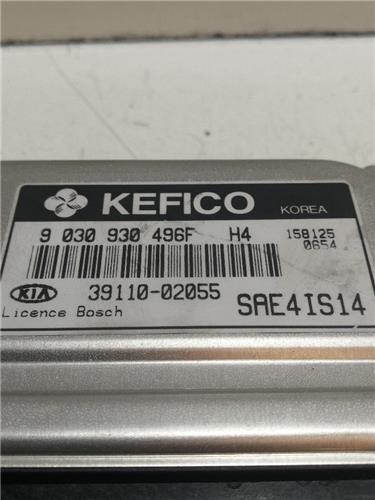 KEFICO KOREA
9 030 930 496F H4 158125
0654
KIA 39110-02055 SAE4IS14
Licence Bosch